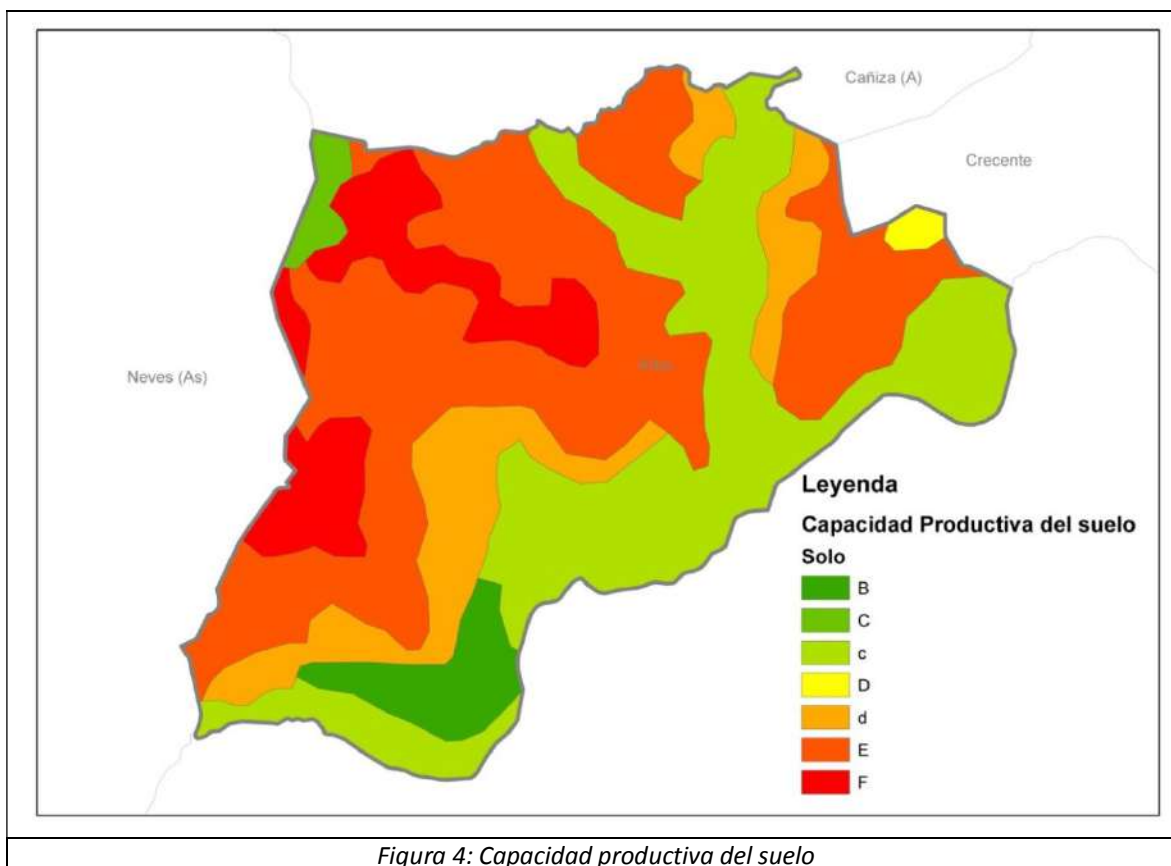 Cañiza (A)
Crecente
Neves (As)
Leyenda
Capacidad Productiva del suelo
Solo
B
C
c
D
d
E
F
Figura 4: Capacidad productiva del suelo